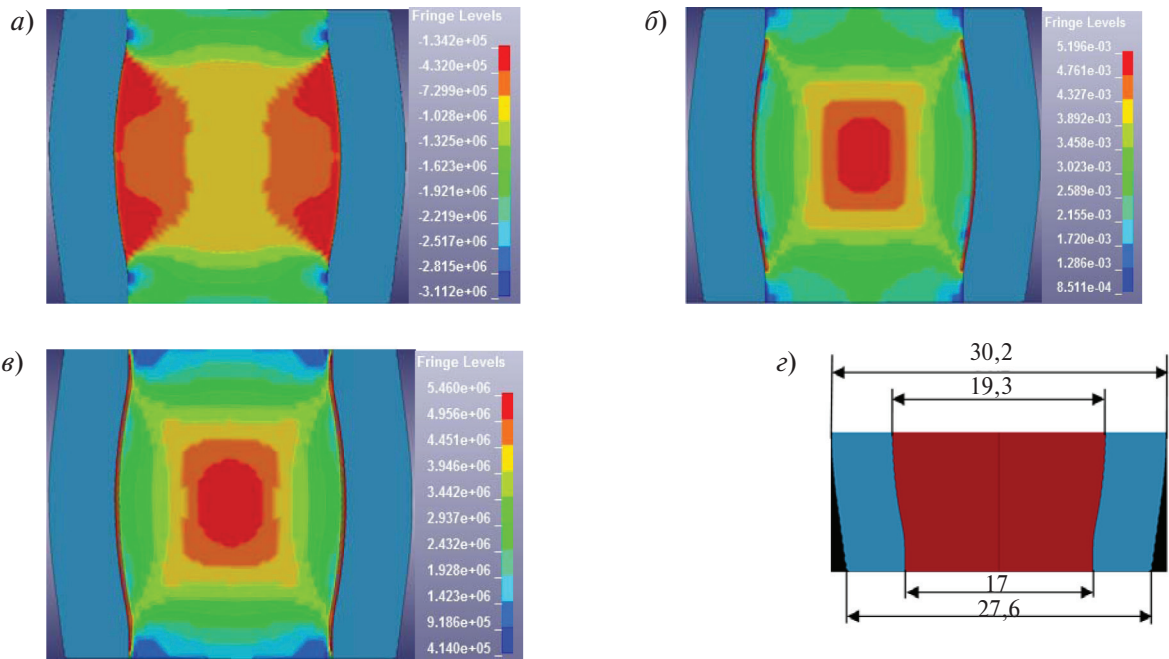 а)
Fringe Levels
-1.342e+05
-4.320e+05
-7.299e+05
-1.028e+06
-1.325e+06
-1.623e+06
-1.921e+06
-2.219e+06
-2.517e+06
-2.815e+06
-3.112e+06
б)
Fringe Levels
5.196e-03
4.761e-03
4.327e-03
3.892e-03
3.458e-03
3.023e-03
2.589e-03
2.155e-03
1.720e-03
1.286e-03
8.511e-04
в)
Fringe Levels
5.460e+06
4.956e+06
4.451e+06
3.946e+06
3.442e+06
2.937e+06
2.432e+06
1.928e+06
1.423e+06
9.186e+05
4.140e+05
г)
30,2
19,3
17
27,6